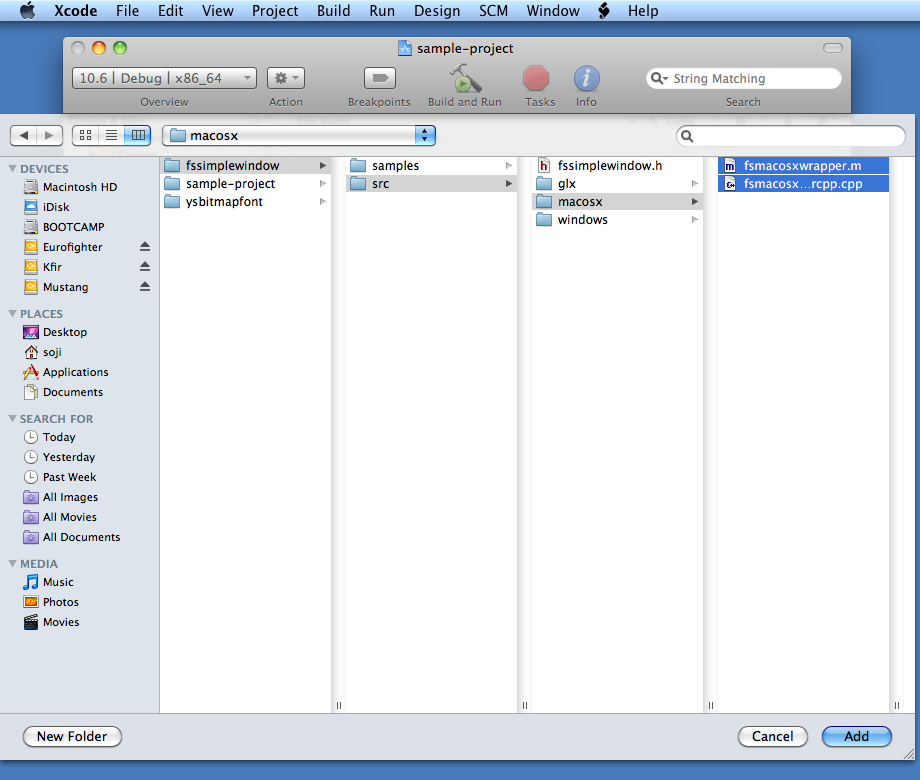 Xcode File Edit View Project Build Run Design SCM Window Help
sample-project
10.6 | Debug | x86_64
String Matching
Overview Action Breakpoints Build and Run Tasks Info Search
macosx
DEVICES
Macintosh HD
iDisk
BOOTCAMP
Eurofighter
Kfir
Mustang
PLACES
Desktop
soji
Applications
Documents
SEARCH FOR
Today
Yesterday
Past Week
All Images
All Movies
All Documents
MEDIA
Music
Photos
Movies
fssimplewindow
sample-project
ysbitmapfont
samples
src
fssimplewindow.h
glx
macosx
windows
fsmacosxwrapper.m
fsmacosx...rcpp.cpp
New Folder Cancel Add